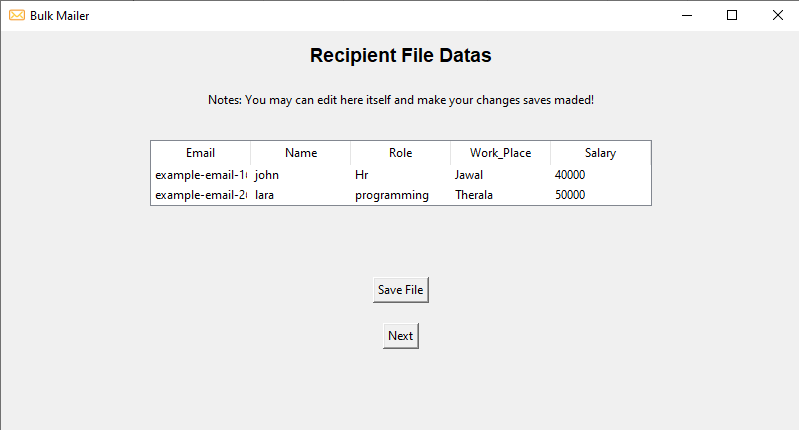 Bulk Mailer
Recipient File Datas
Notes: You may can edit here itself and make your changes saves maded!
Email Name Role Work_Place Salary
example-email-1 john Hr Jawal 40000
example-email-2 lara programming Therala 50000
Save File
Next